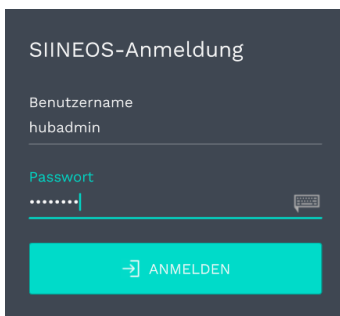 SIINEOS-Anmeldung
Benutzername
hubadmin
Passwort
••••••••
ANMELDEN